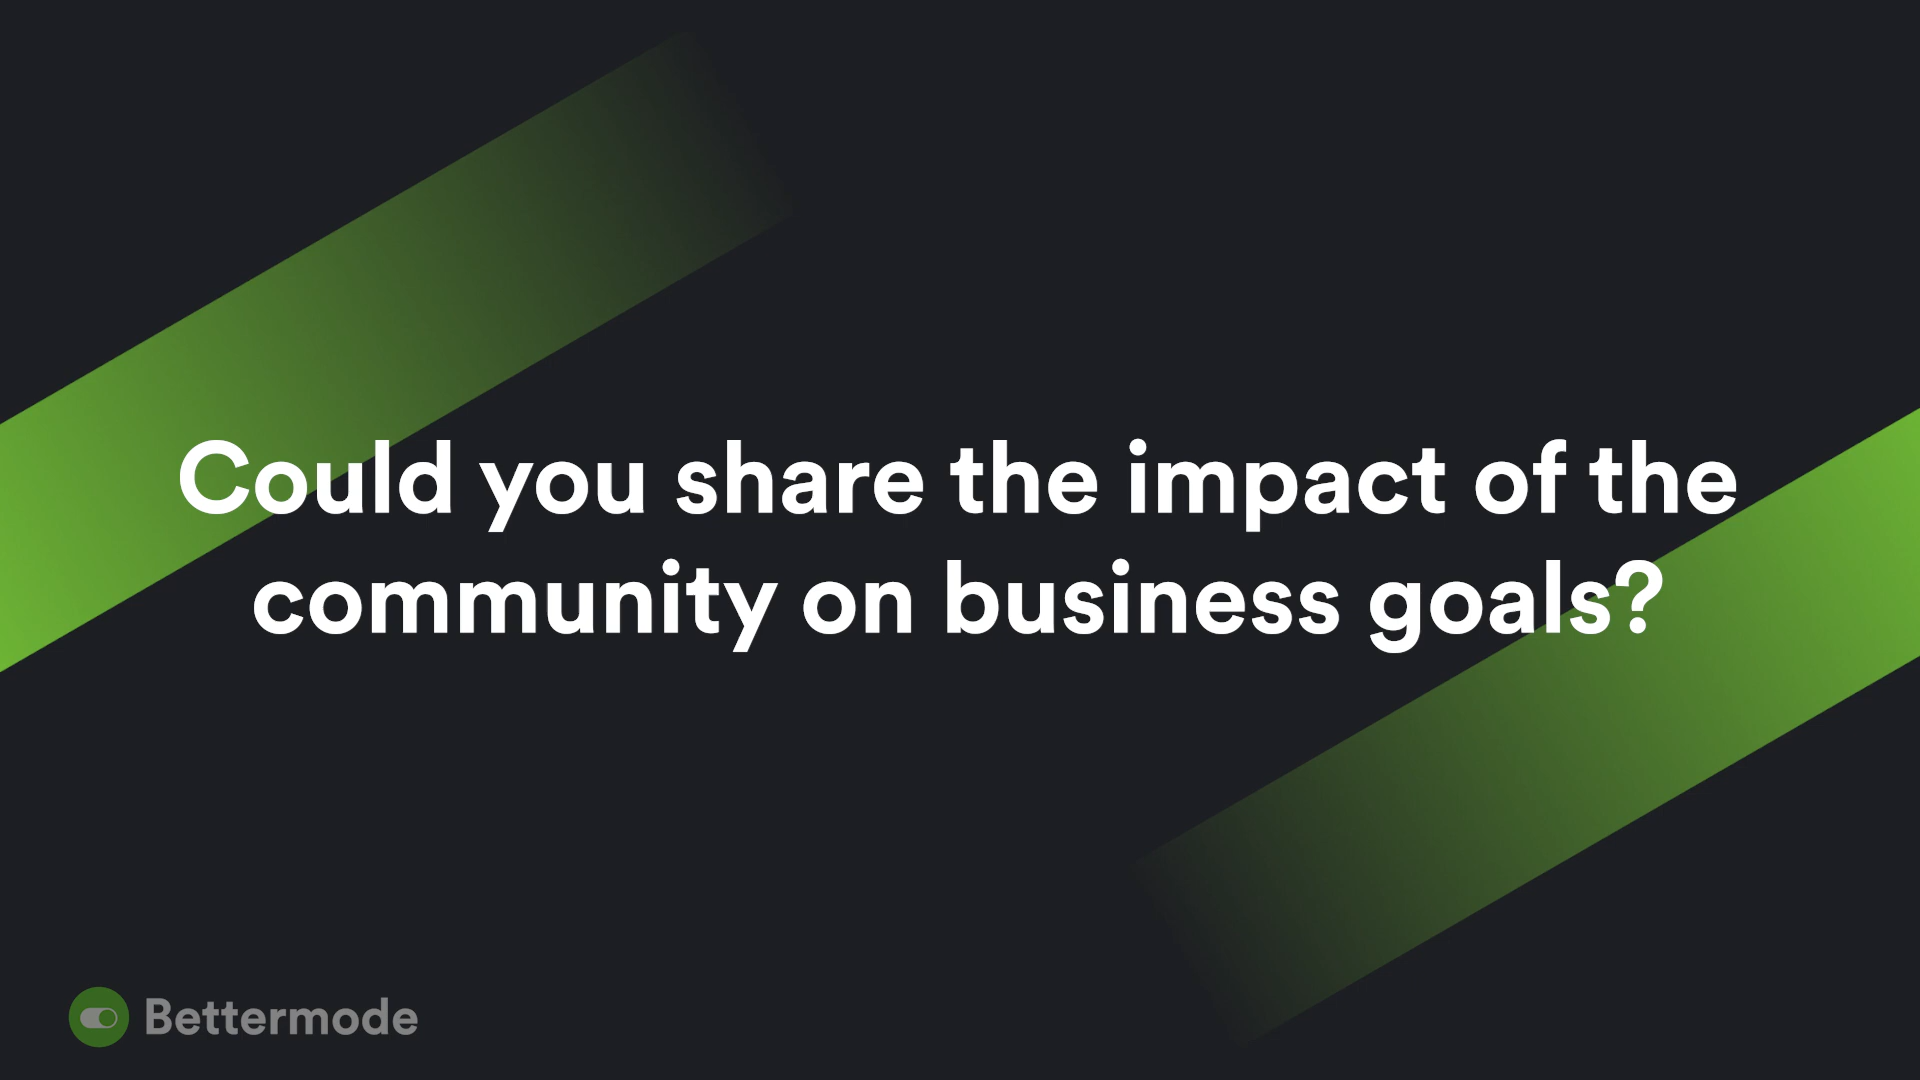 Could you share the impact of the
community on business goals?
Bettermode